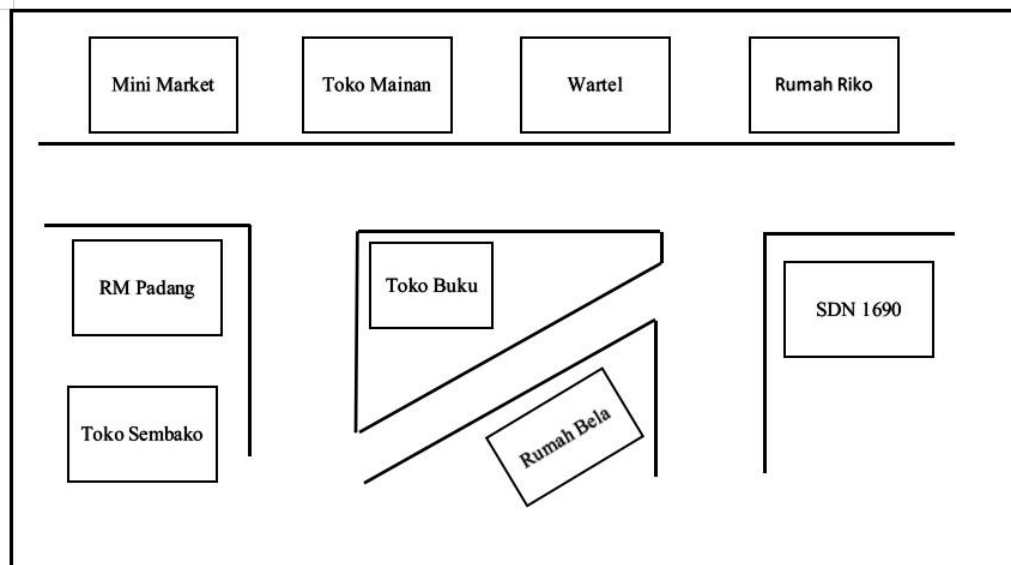 Mini Market
Toko Mainan
Wartel
Rumah Riko
RM Padang
Toko Buku
SDN 1690
Toko Sembako
Rumah Bela